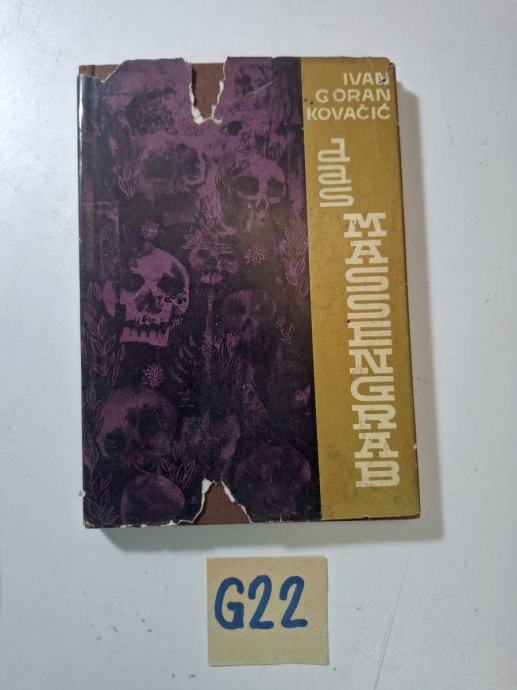 IVAN
GORAN
KOVAČIĆ
das
MASSENGRAB
G22